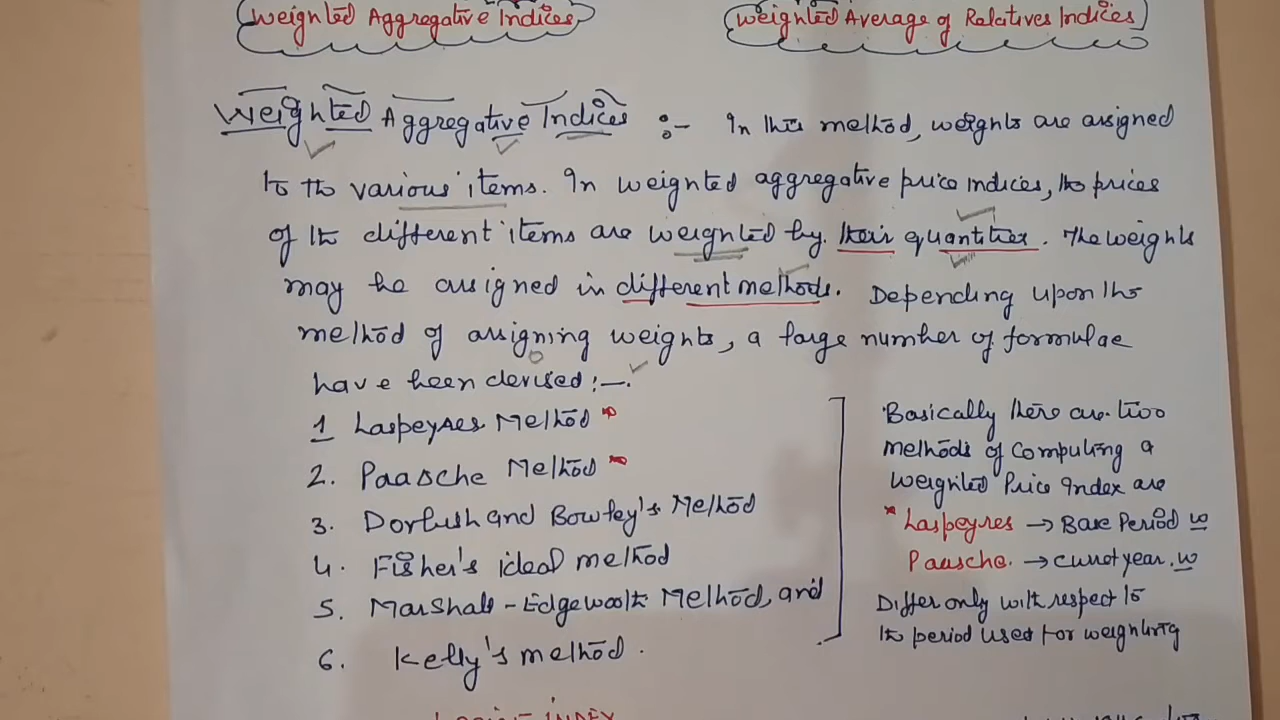 Weighted Aggregative Indices
Weighted Average of Relatives Indices
Weighted Aggregative Indices :- In this method, weights are assigned
to the various items. In weighted aggregative price indices, the prices
of the different items are weighted by their quantities. The weights
may be assigned in different methods. Depending upon the
method of assigning weights, a large number of formulae
have been devised :-
1 Laspeyres Method *
2. Paasche Method *
3. Dorbush and Bowley's Method
4. Fisher's ideal method
5. Marshall-Edgewoolt Method, and
6. Kelly's method.
Basically there are two
methods of Computing a
weighted Price Index are
* Laspeyres → Base Period w
Paasche. → current year. w
Differ only with respect to
the period used for weighting
INDEX